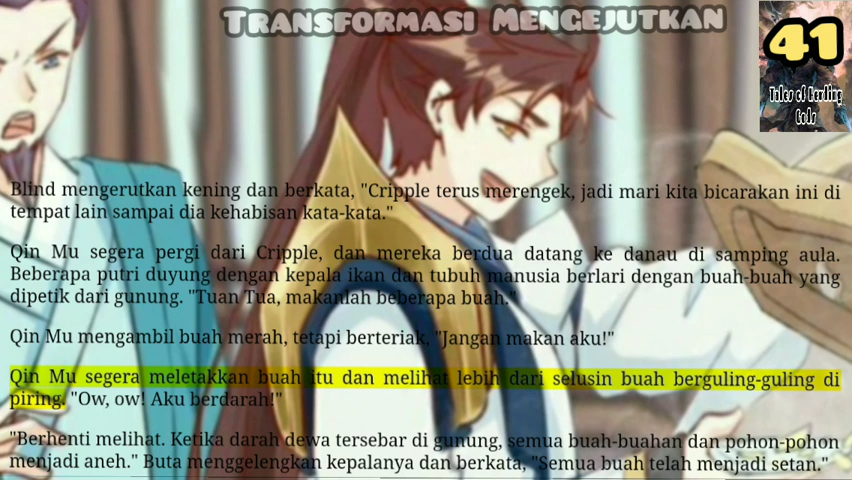 Transformasi Mengejutkan
41
Tales of Herding
Gods
Blind mengerutkan kening dan berkata, "Cripple terus merengek, jadi mari kita bicarakan ini di
tempat lain sampai dia kehabisan kata-kata."
Qin Mu segera pergi dari Cripple, dan mereka berdua datang ke danau di samping aula.
Beberapa putri duyung dengan kepala ikan dan tubuh manusia berlari dengan buah-buah yang
dipetik dari gunung. "Tuan Tua, makanlah beberapa buah."
Qin Mu mengambil buah merah, tetapi berteriak, "Jangan makan aku!"
Qin Mu segera meletakkan buah itu dan melihat lebih dari selusin buah berguling-guling di
piring. "Ow, ow! Aku berdarah!"
"Berhenti melihat. Ketika darah dewa tersebar di gunung, semua buah-buahan dan pohon-pohon
menjadi aneh." Buta menggelengkan kepalanya dan berkata, "Semua buah telah menjadi setan."